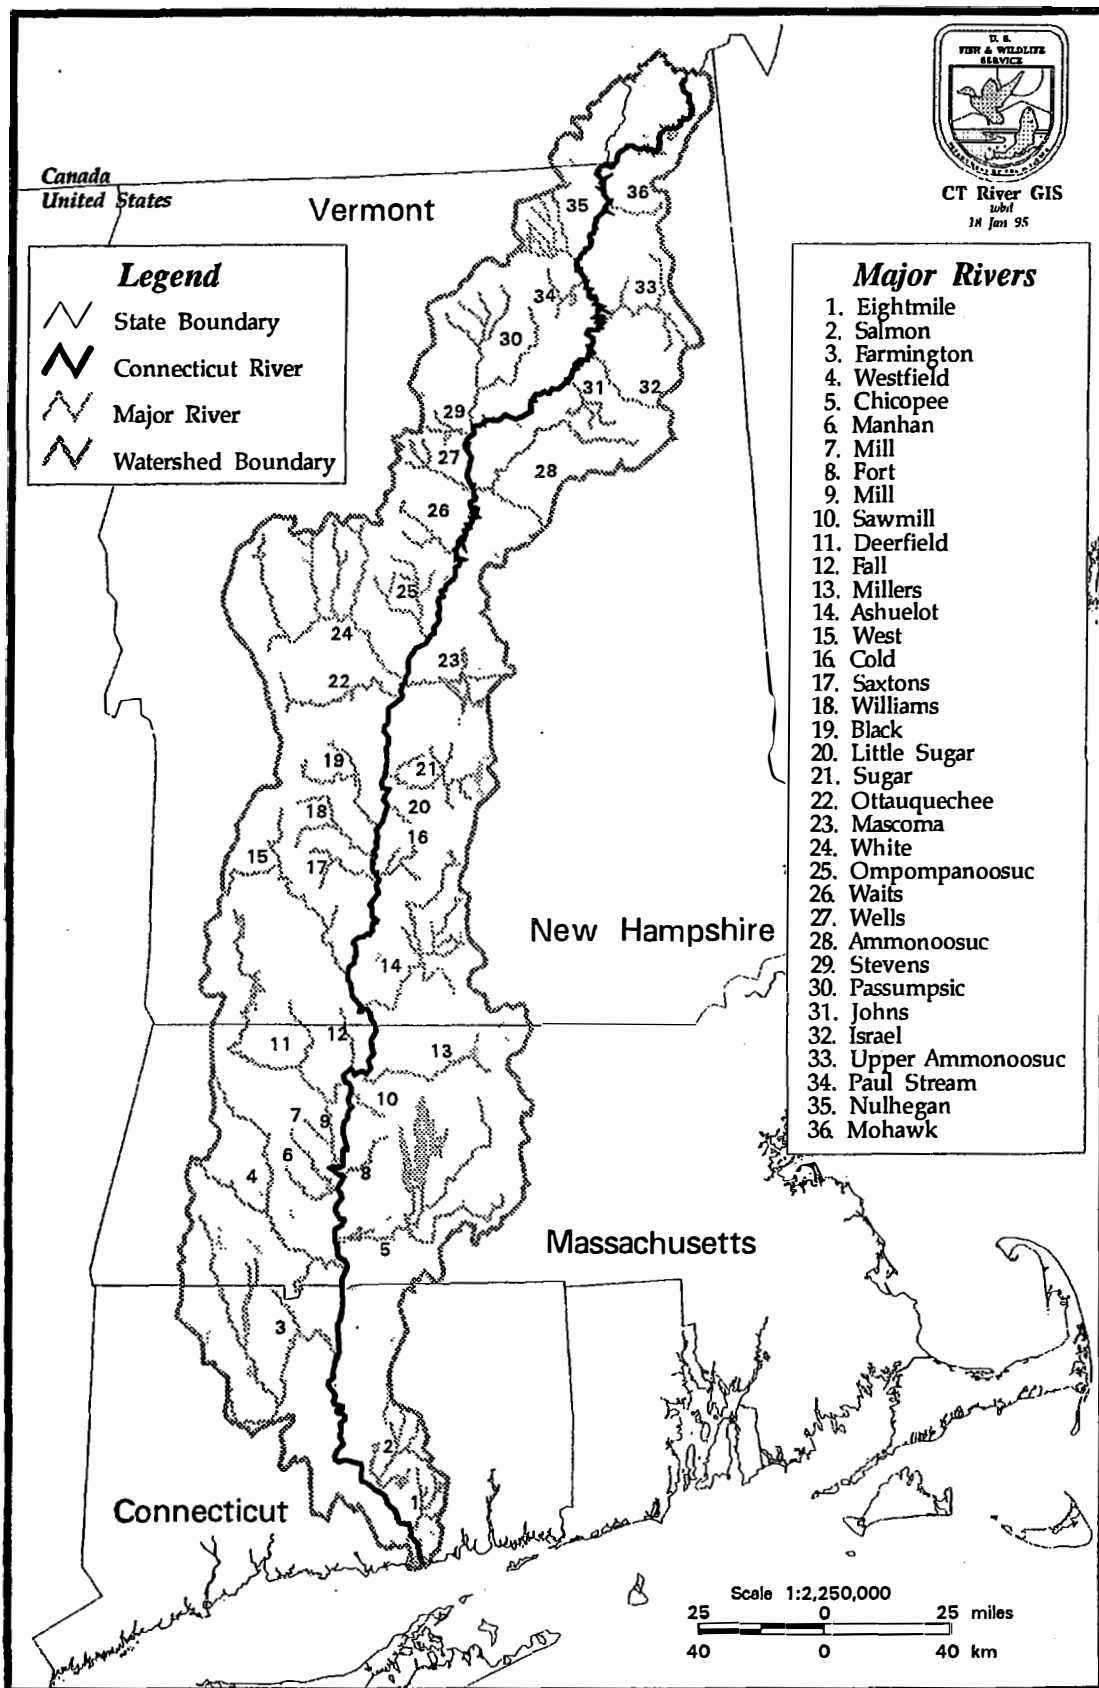 U. S.
FISH & WILDLIFE
SERVICE
CT River GIS
wbd
18 Jan 95
Canada
United States
Vermont
Legend
State Boundary
Connecticut River
Major River
Watershed Boundary
Major Rivers
1. Eightmile
2. Salmon
3. Farmington
4. Westfield
5. Chicopee
6. Manhan
7. Mill
8. Fort
9. Mill
10. Sawmill
11. Deerfield
12. Fall
13. Millers
14. Ashuelot
15. West
16. Cold
17. Saxtons
18. Williams
19. Black
20. Little Sugar
21. Sugar
22. Ottauquechee
23. Mascoma
24. White
25. Ompompanoosuc
26. Waits
27. Wells
28. Ammonoosuc
29. Stevens
30. Passumpsic
31. Johns
32. Israel
33. Upper Ammonoosuc
34. Paul Stream
35. Nulhegan
36. Mohawk
36
35
34
33
30
31
32
29
27
28
26
25
24
23
22
19
21
18
20
16
15
17
New Hampshire
14
12
11
13
10
7
9
6
8
4
5
Massachusetts
3
2
1
Connecticut
Scale 1:2,250,000
25 0 25 miles
40 0 40 km